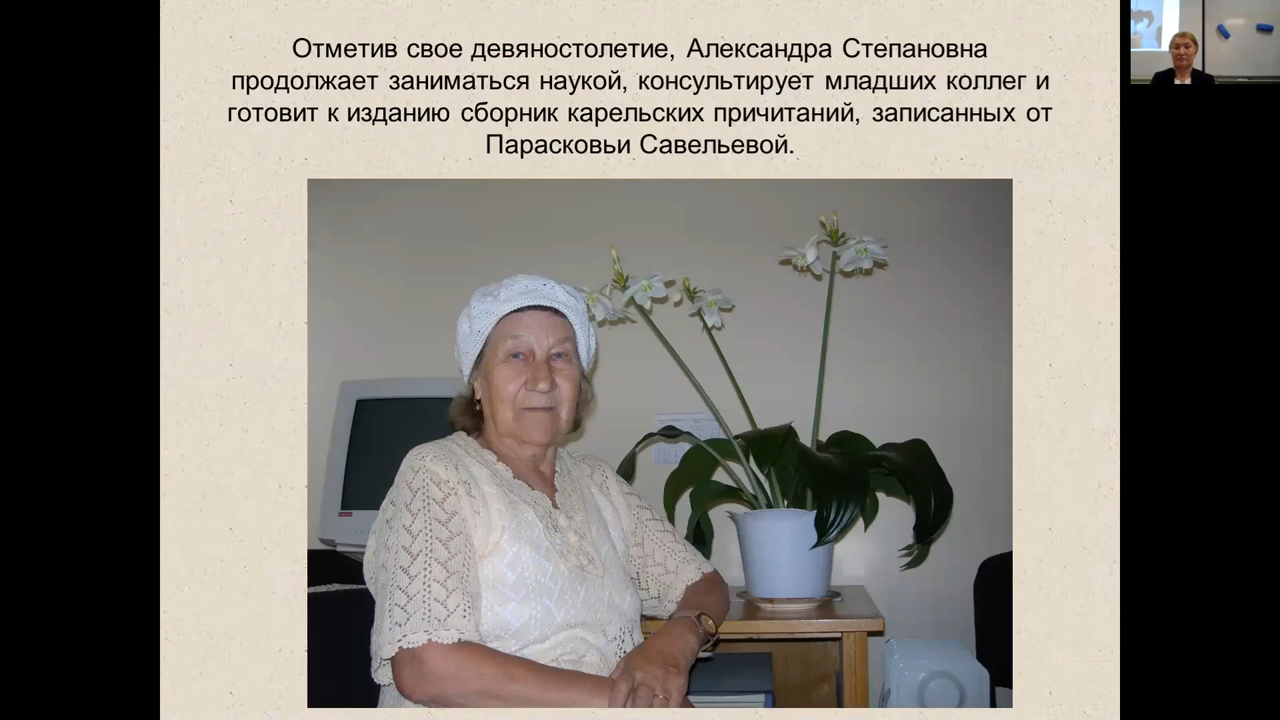 Отметив свое девяностолетие, Александра Степановна
продолжает заниматься наукой, консультирует младших коллег и
готовит к изданию сборник карельских причитаний, записанных от
Парасковьи Савельевой.